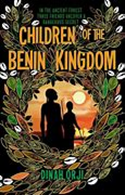 IN THE ANCIENT FOREST
THREE FRIENDS UNCOVER A
DANGEROUS SECRET
CHILDREN OF THE
BENIN KINGDOM
DINAH ORJI